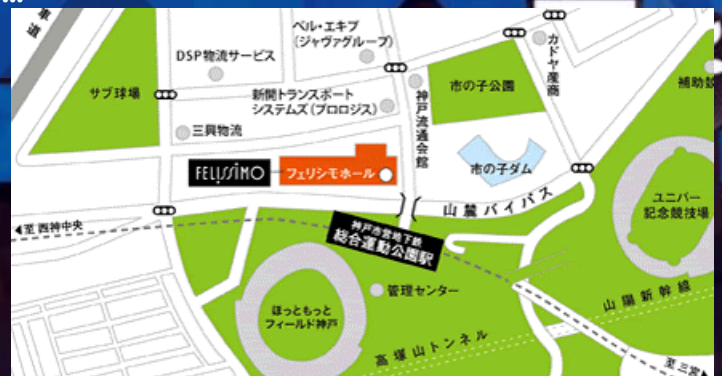 車道
ベル・エキプ
(ジャヴァグループ)
DSP物流サービス
カドヤ産商
サブ球場
新開トランスポート
システムズ(プロロジス)
神戸流通会館
市の子公園
補助競
三興物流
FELISSIMO
フェリシモホール
市の子ダム
山麓バイパス
ユニバー
記念競技場
◀至 西神中央
神戸市営地下鉄
総合運動公園駅
管理センター
ほっともっと
フィールド神戸
山陽新幹線
高塚山トンネル
至 三宮▶